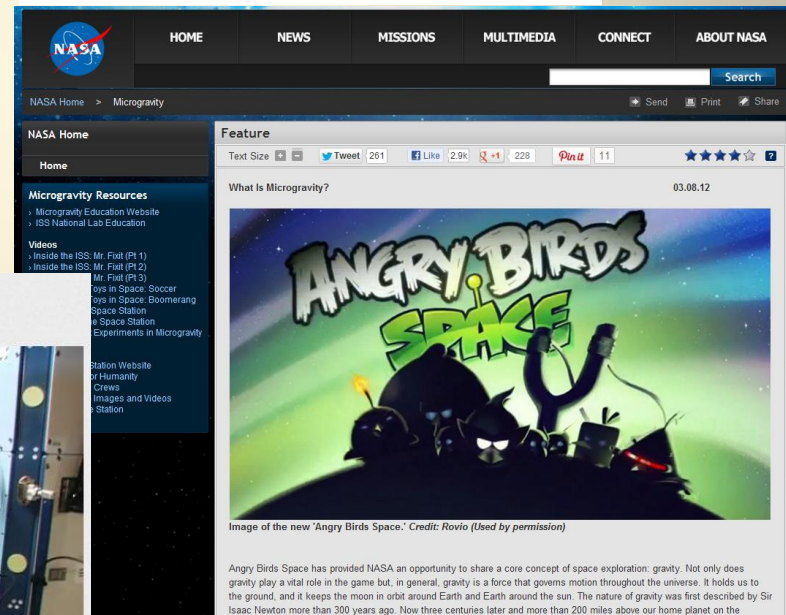 NASA
HOME NEWS MISSIONS MULTIMEDIA CONNECT ABOUT NASA
Search
NASA Home > Microgravity
Send Print Share
NASA Home
Home
Microgravity Resources
› Microgravity Education Website
› ISS National Lab Education
Videos
› Inside the ISS: Mr. Fixit (Pt 1)
› Inside the ISS: Mr. Fixit (Pt 2)
Mr. Fixit (Pt 3)
Toys in Space: Soccer
Toys in Space: Boomerang
Space Station
Space Station
Experiments in Microgravity
Station Website
Humanity
Crews
Images and Videos
Station
Feature
Text Size + - Tweet 261 Like 2.9k +1 228 Pin it 11 ?
What Is Microgravity? 03.08.12
ANGRY BIRDS
SPACE
Image of the new 'Angry Birds Space.' Credit: Rovio (Used by permission)
Angry Birds Space has provided NASA an opportunity to share a core concept of space exploration: gravity. Not only does
gravity play a vital role in the game but, in general, gravity is a force that governs motion throughout the universe. It holds us to
the ground, and it keeps the moon in orbit around Earth and Earth around the sun. The nature of gravity was first described by Sir
Isaac Newton more than 300 years ago. Now three centuries later and more than 200 miles above our home planet on the